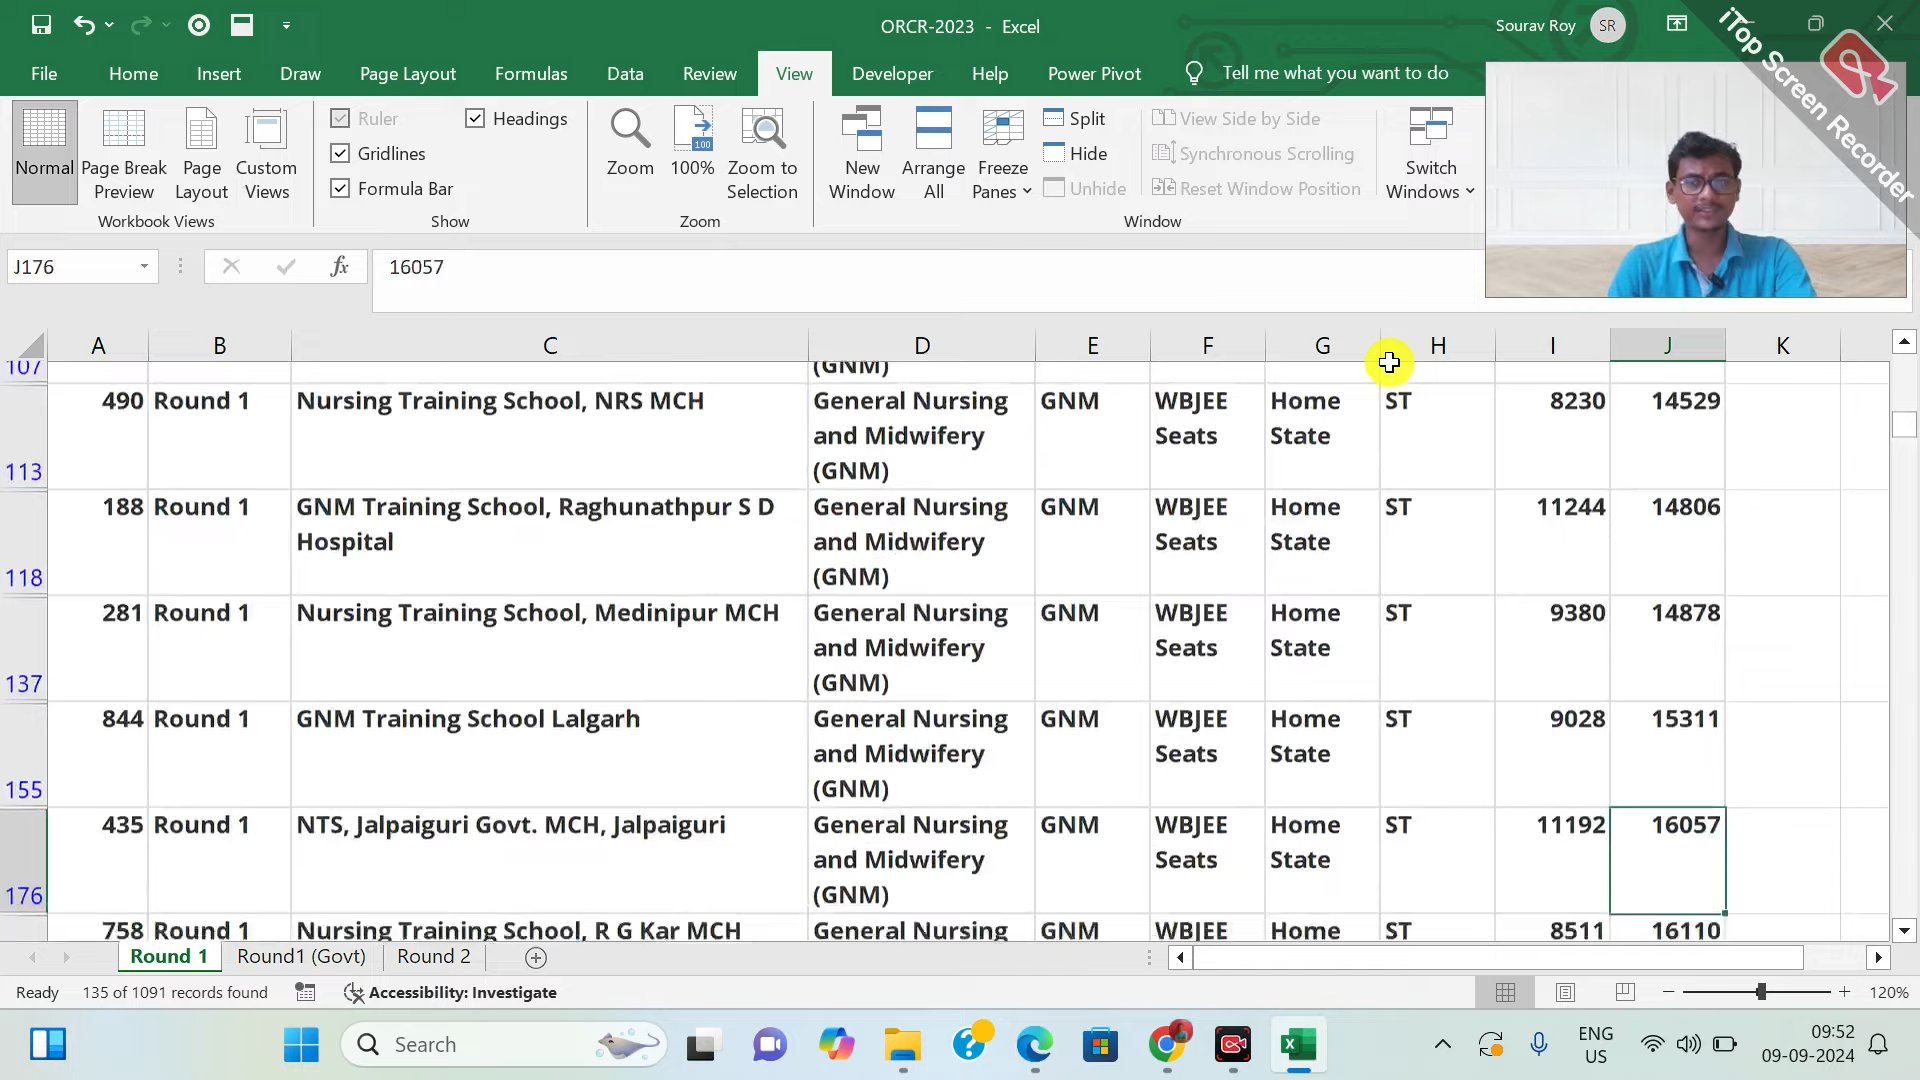 ORCR-2023 - Excel
Sourav Roy SR
iTop Screen Recorder
File Home Insert Draw Page Layout Formulas Data Review View Developer Help Power Pivot Tell me what you want to do
Normal
Page Break Preview
Page Layout
Custom Views
Workbook Views
Ruler Headings
Gridlines
Formula Bar
Show
Zoom
100
100%
Zoom to Selection
Zoom
New Window
Arrange All
Freeze Panes
Split
Hide
Unhide
View Side by Side
Synchronous Scrolling
Reset Window Position
Switch Windows
Window
J176 fx 16057
A B C D E F G H I J K
107 (GNM)
490 Round 1 Nursing Training School, NRS MCH General Nursing GNM WBJEE Home ST 8230 14529
and Midwifery Seats State
113 (GNM)
188 Round 1 GNM Training School, Raghunathpur S D General Nursing GNM WBJEE Home ST 11244 14806
Hospital and Midwifery Seats State
118 (GNM)
281 Round 1 Nursing Training School, Medinipur MCH General Nursing GNM WBJEE Home ST 9380 14878
and Midwifery Seats State
137 (GNM)
844 Round 1 GNM Training School Lalgarh General Nursing GNM WBJEE Home ST 9028 15311
and Midwifery Seats State
155 (GNM)
435 Round 1 NTS, Jalpaiguri Govt. MCH, Jalpaiguri General Nursing GNM WBJEE Home ST 11192 16057
and Midwifery Seats State
176 (GNM)
758 Round 1 Nursing Training School, R G Kar MCH General Nursing GNM WBJEE Home ST 8511 16110
Round 1 Round1 (Govt) Round 2
Ready 135 of 1091 records found Accessibility: Investigate 120%
Search ENG 09:52
US 09-09-2024